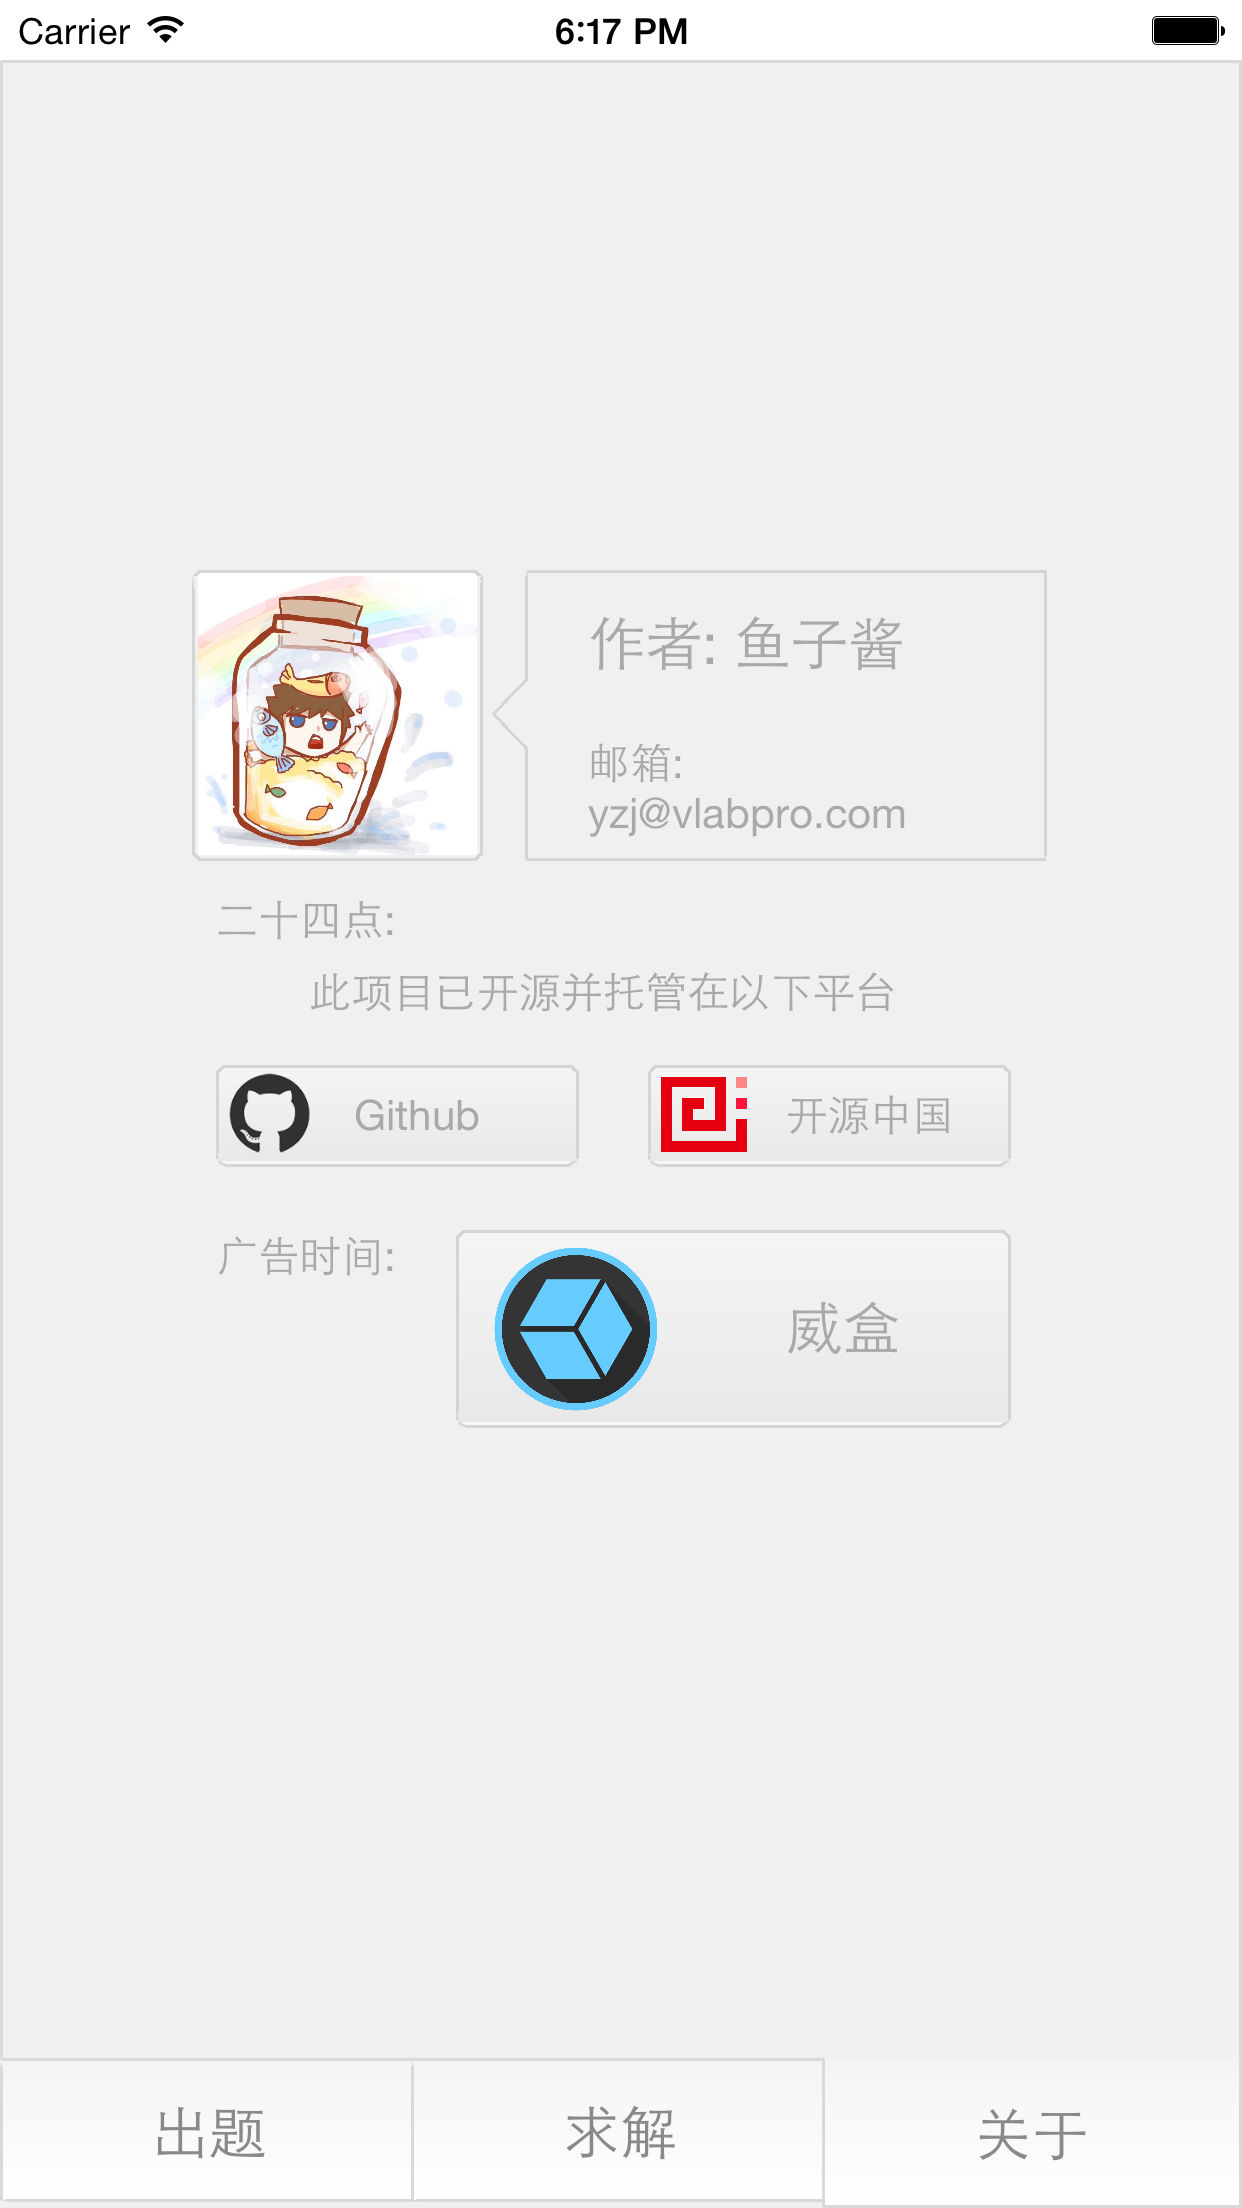 Carrier 6:17 PM
作者: 鱼子酱
邮箱:
yzj@vlabpro.com
二十四点:
此项目已开源并托管在以下平台
Github 开源中国
广告时间: 威盒
出题 求解 关于